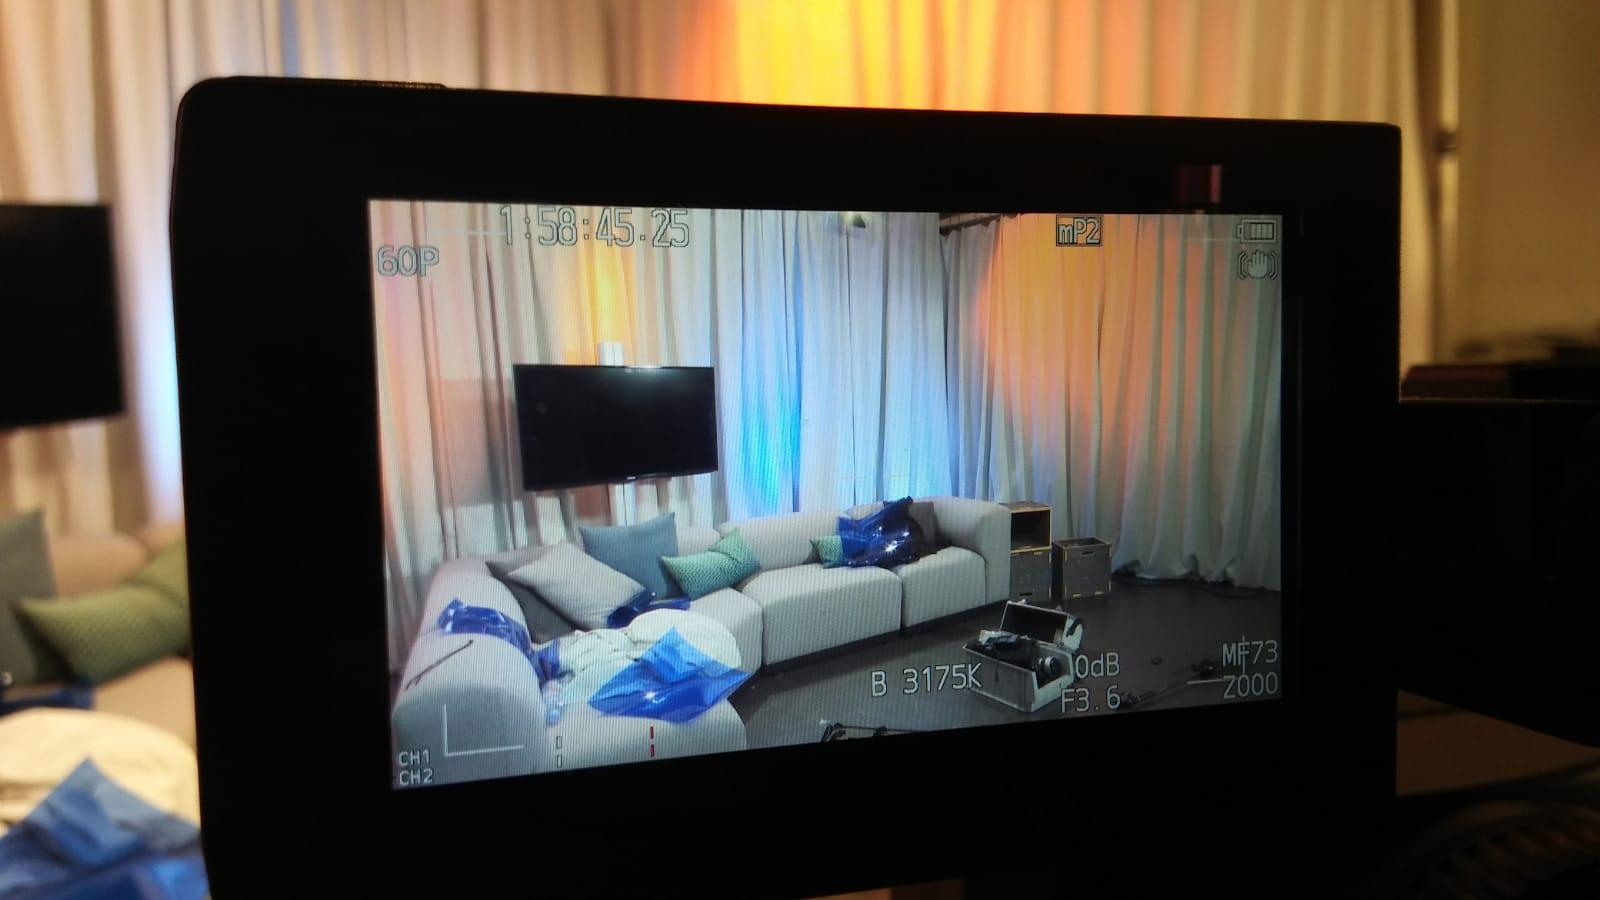 1:58:45.25
mP2
60P
B 3175K
0dB
F3.6
MF73
Z000
CH1
CH2